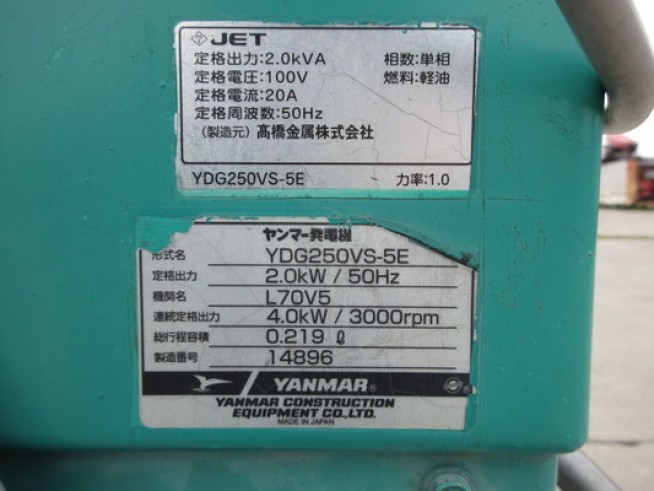 JET
定格出力:2.0kVA 相数:単相
定格電圧:100V 燃料:軽油
定格電流:20A
定格周波数:50Hz
(製造元) 髙橋金属株式会社
YDG250VS-5E 力率:1.0
ヤンマー発電機
形式名 YDG250VS-5E
定格出力 2.0kW / 50Hz
機関名 L70V5
連続定格出力 4.0kW / 3000rpm
総行程容積 0.219 ℓ
製造番号 14896
YANMAR®
YANMAR CONSTRUCTION
EQUIPMENT CO.,LTD.
MADE IN JAPAN